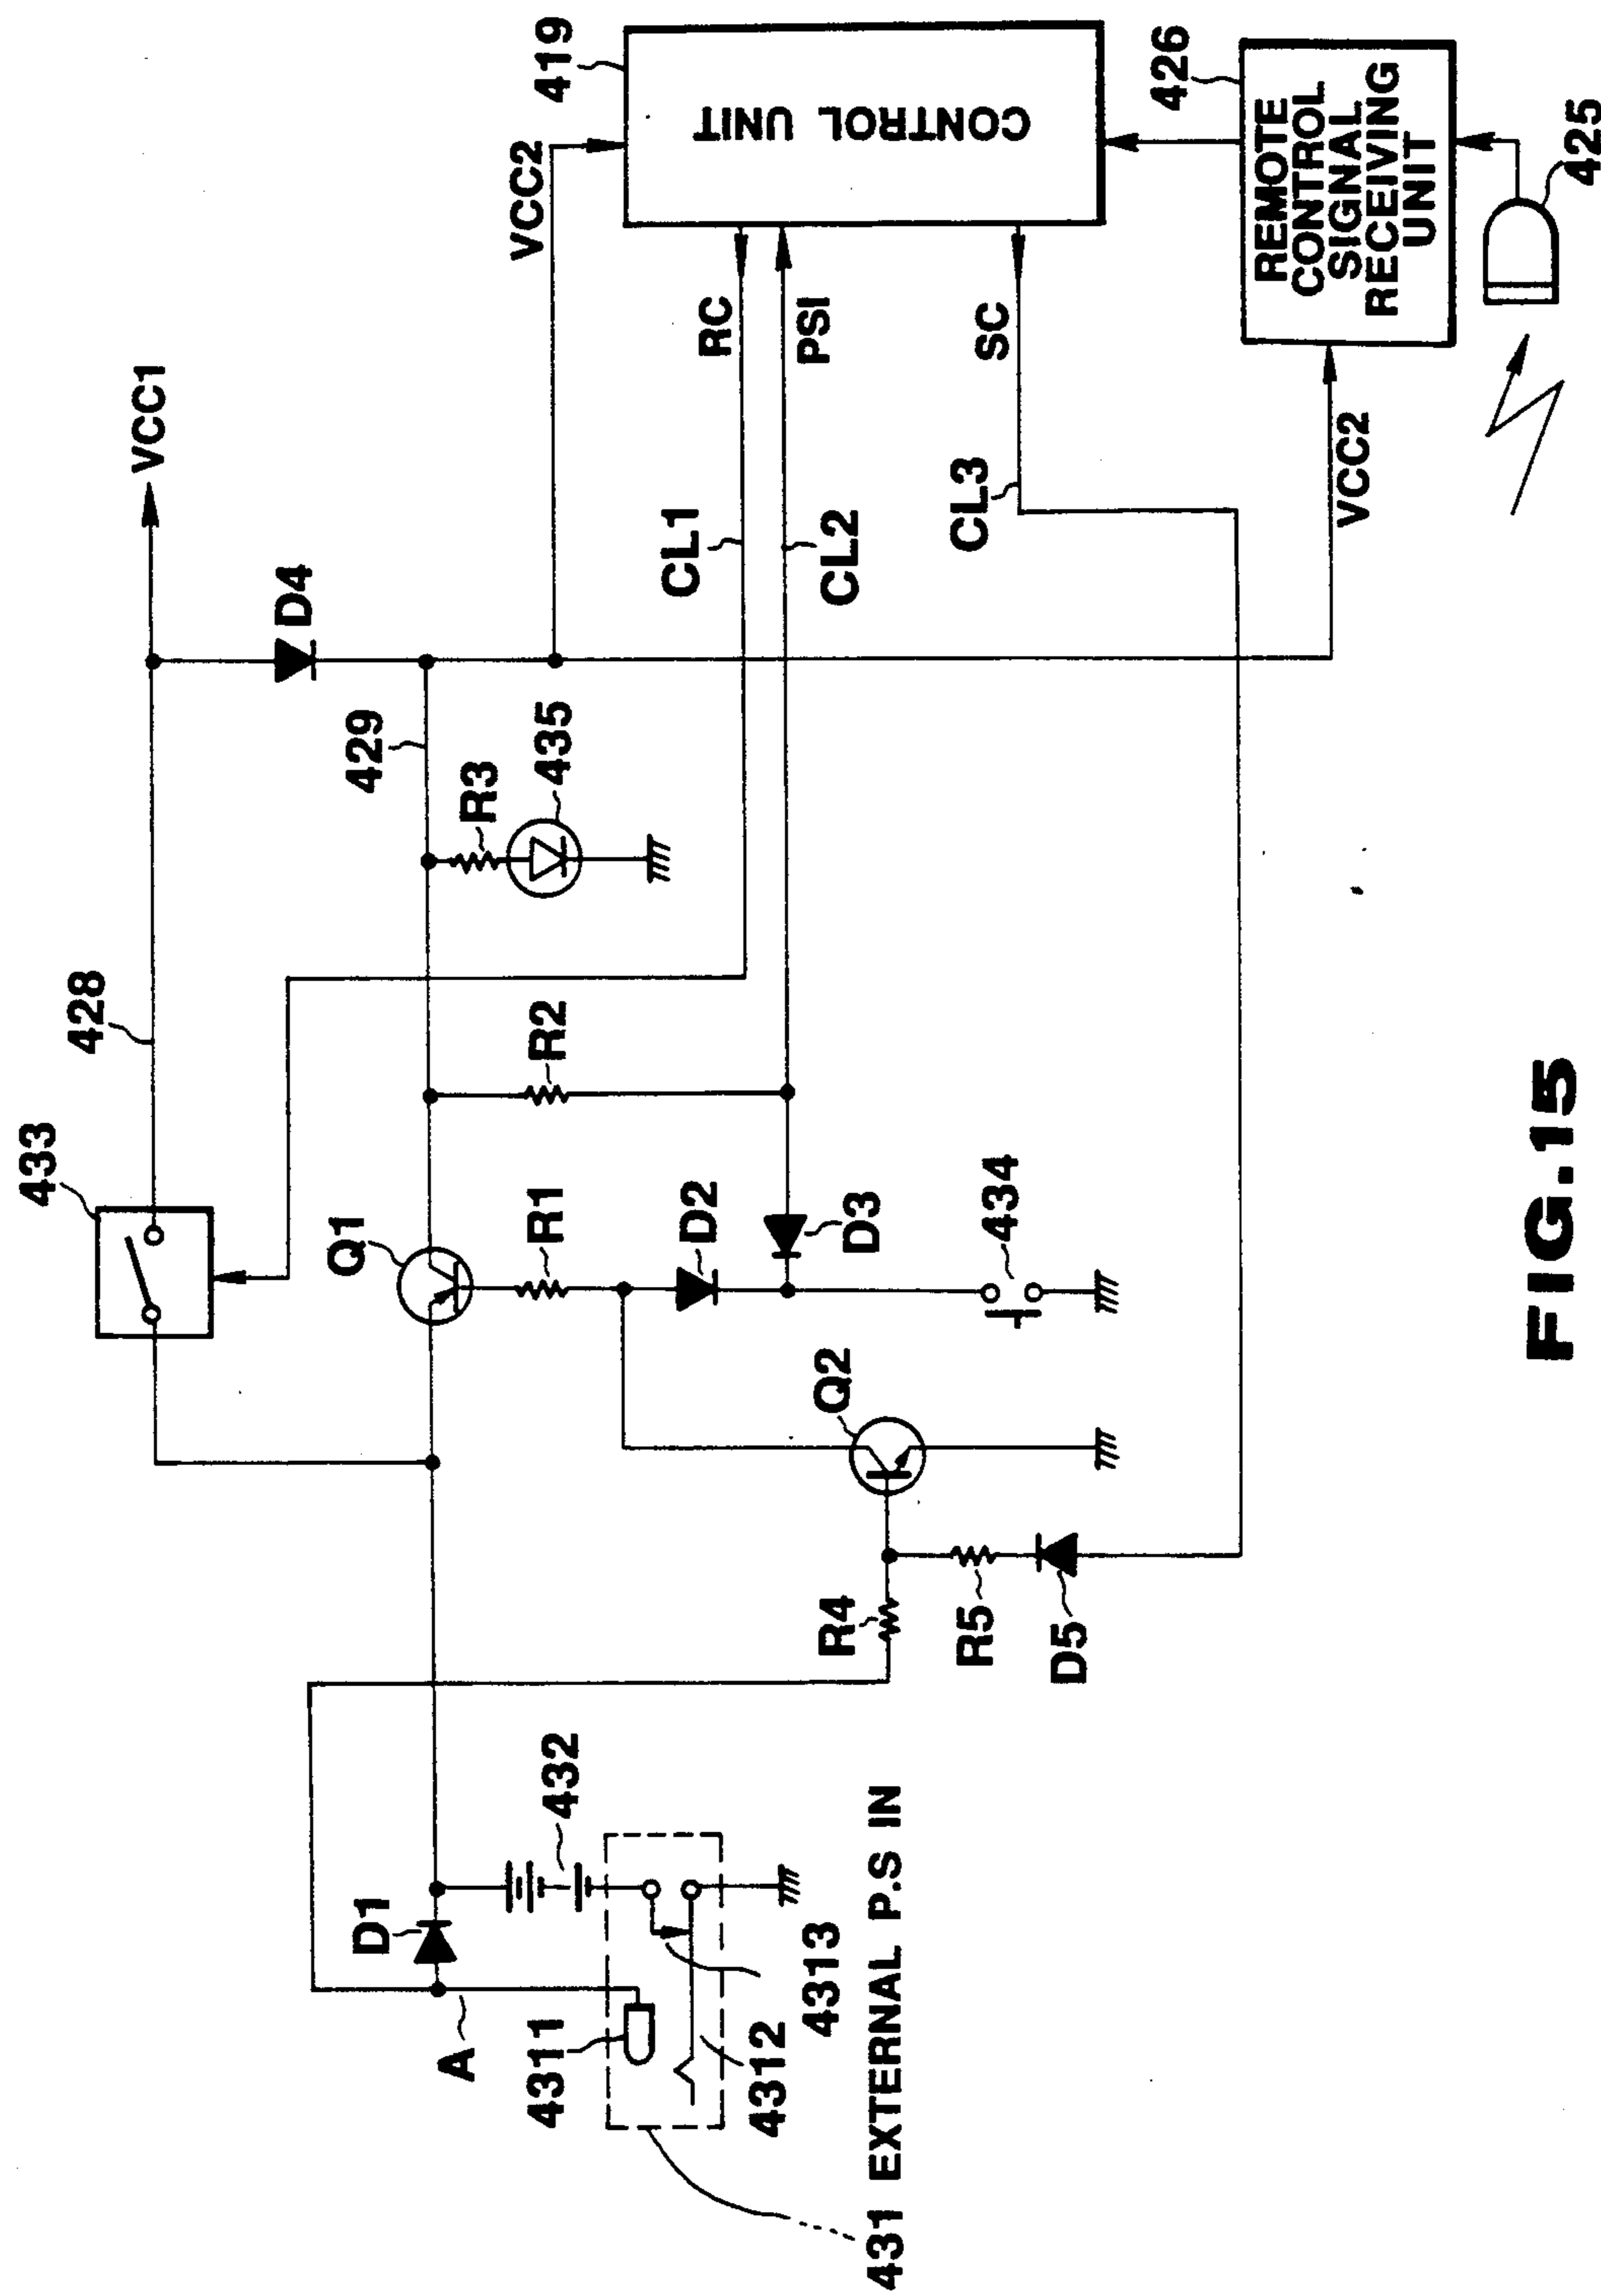 433
428
VCC1
Q1
429
D4
VCC2
419
CONTROL UNIT
R1
R2
R3
435
RC
PSI
CL1
CL2
D1
432
A
4311
4312
4313
431 EXTERNAL P.S IN
R4
R5
D5
Q2
D2
D3
434
SC
CL3
VCC2
426
REMOTE
CONTROL
SIGNAL
RECEIVING
UNIT
425
FIG.15